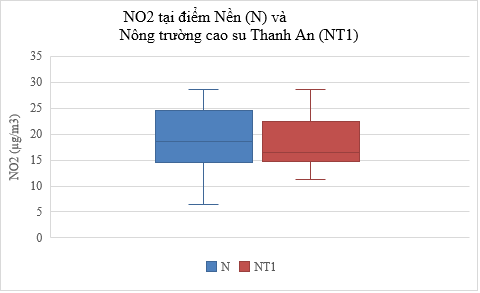 NO2 tại điểm Nền (N) và
Nông trường cao su Thanh An (NT1)
35
30
25
20
15
10
5
0
NO2 (µg/m3)
N
NT1